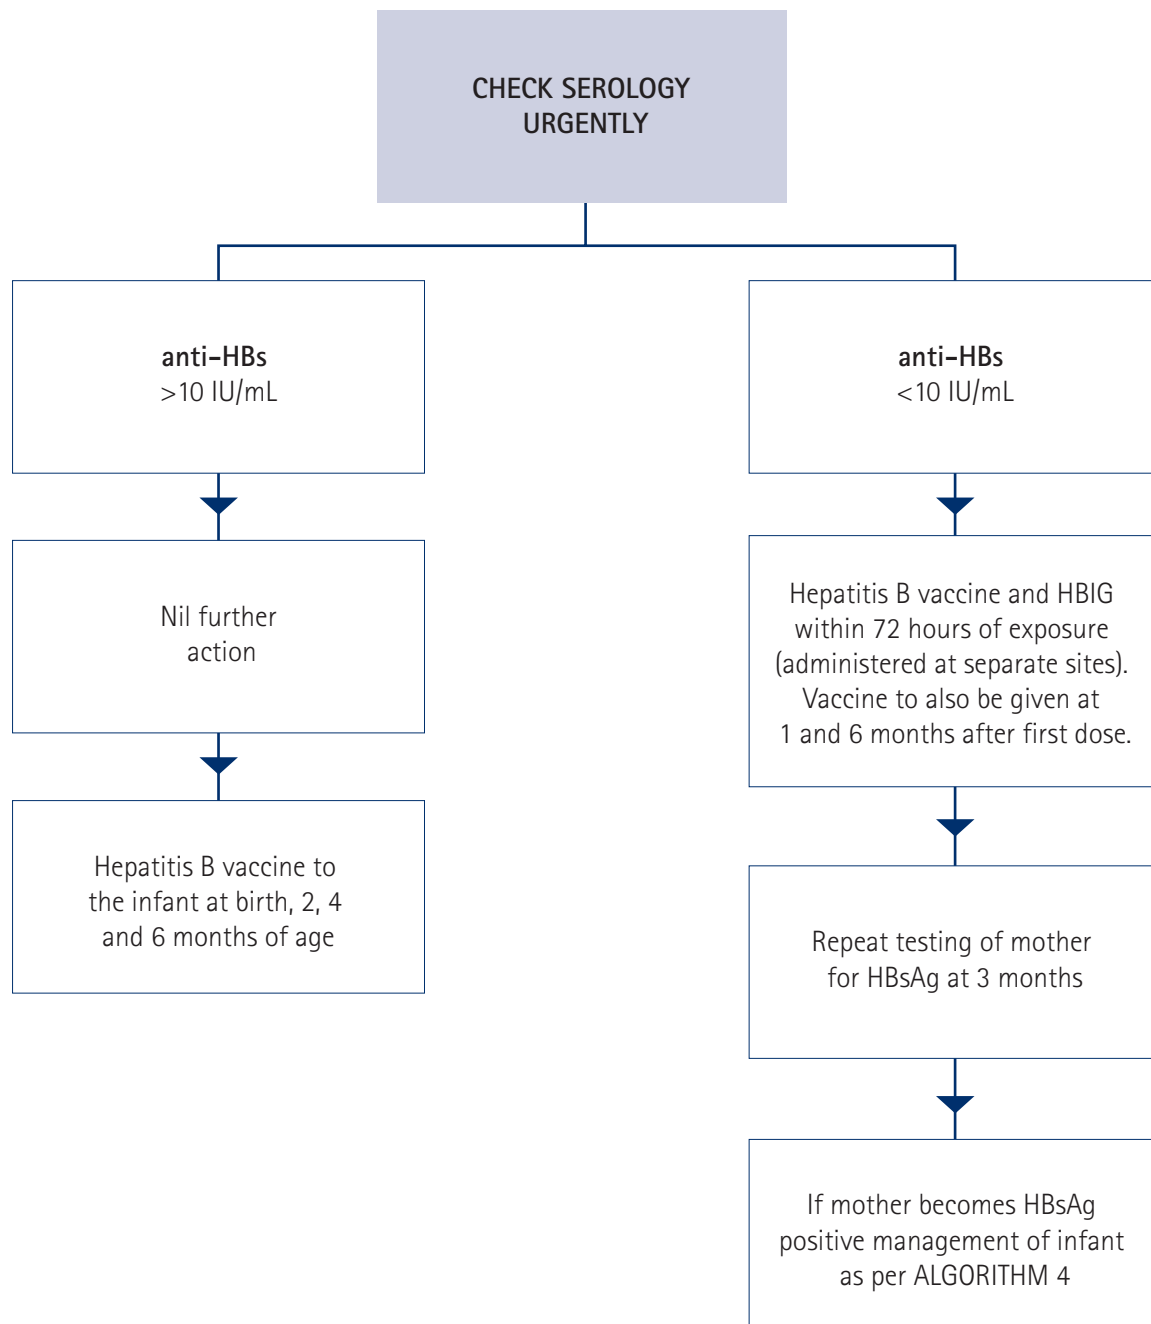 CHECK SEROLOGY
URGENTLY
anti-HBs
>10 IU/mL
anti-HBs
<10 IU/mL
Nil further
action
Hepatitis B vaccine and HBIG
within 72 hours of exposure
(administered at separate sites).
Vaccine to also be given at
1 and 6 months after first dose.
Hepatitis B vaccine to
the infant at birth, 2, 4
and 6 months of age
Repeat testing of mother
for HBsAg at 3 months
If mother becomes HBsAg
positive management of infant
as per ALGORITHM 4